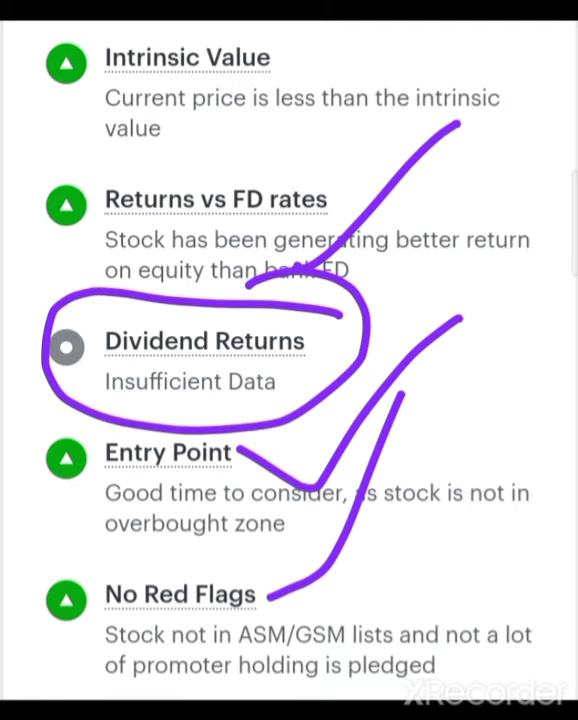 Intrinsic Value
Current price is less than the intrinsic
value
Returns vs FD rates
Stock has been generating better return
on equity than bank FD
Dividend Returns
Insufficient Data
Entry Point
Good time to consider, as stock is not in
overbought zone
No Red Flags
Stock not in ASM/GSM lists and not a lot
of promoter holding is pledged
XRecorder